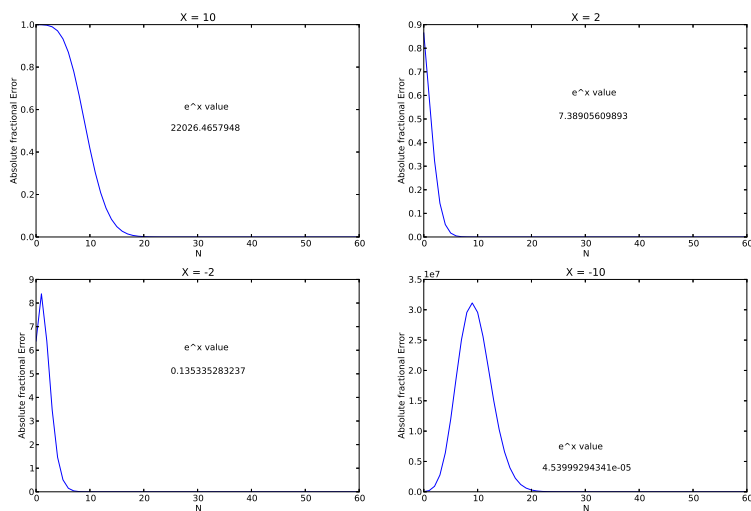 X = 10
Absolute fractional Error
1.0
0.8
0.6
0.4
0.2
0.0
e^x value
22026.4657948
0 10 20 30 40 50 60
N
X = 2
Absolute fractional Error
0.9
0.8
0.7
0.6
0.5
0.4
0.3
0.2
0.1
0.0
e^x value
7.38905609893
0 10 20 30 40 50 60
N
X = -2
Absolute fractional Error
9
8
7
6
5
4
3
2
1
0
e^x value
0.135335283237
0 10 20 30 40 50 60
N
X = -10
1e7
Absolute fractional Error
3.5
3.0
2.5
2.0
1.5
1.0
0.5
0.0
e^x value
4.53999294341e-05
0 10 20 30 40 50 60
N